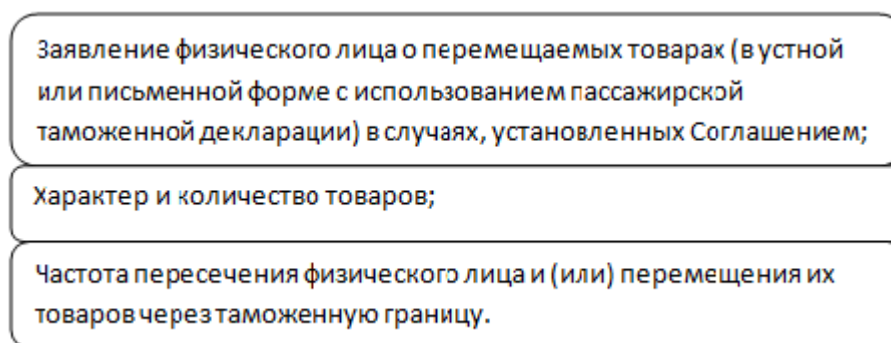 Заявление физического лица о перемещаемых товарах (в устной
или письменной форме с использованием пассажирской
таможенной декларации) в случаях, установленных Соглашением;
Характер и количество товаров;
Частота пересечения физического лица и (или) перемещения их
товаров через таможенную границу.